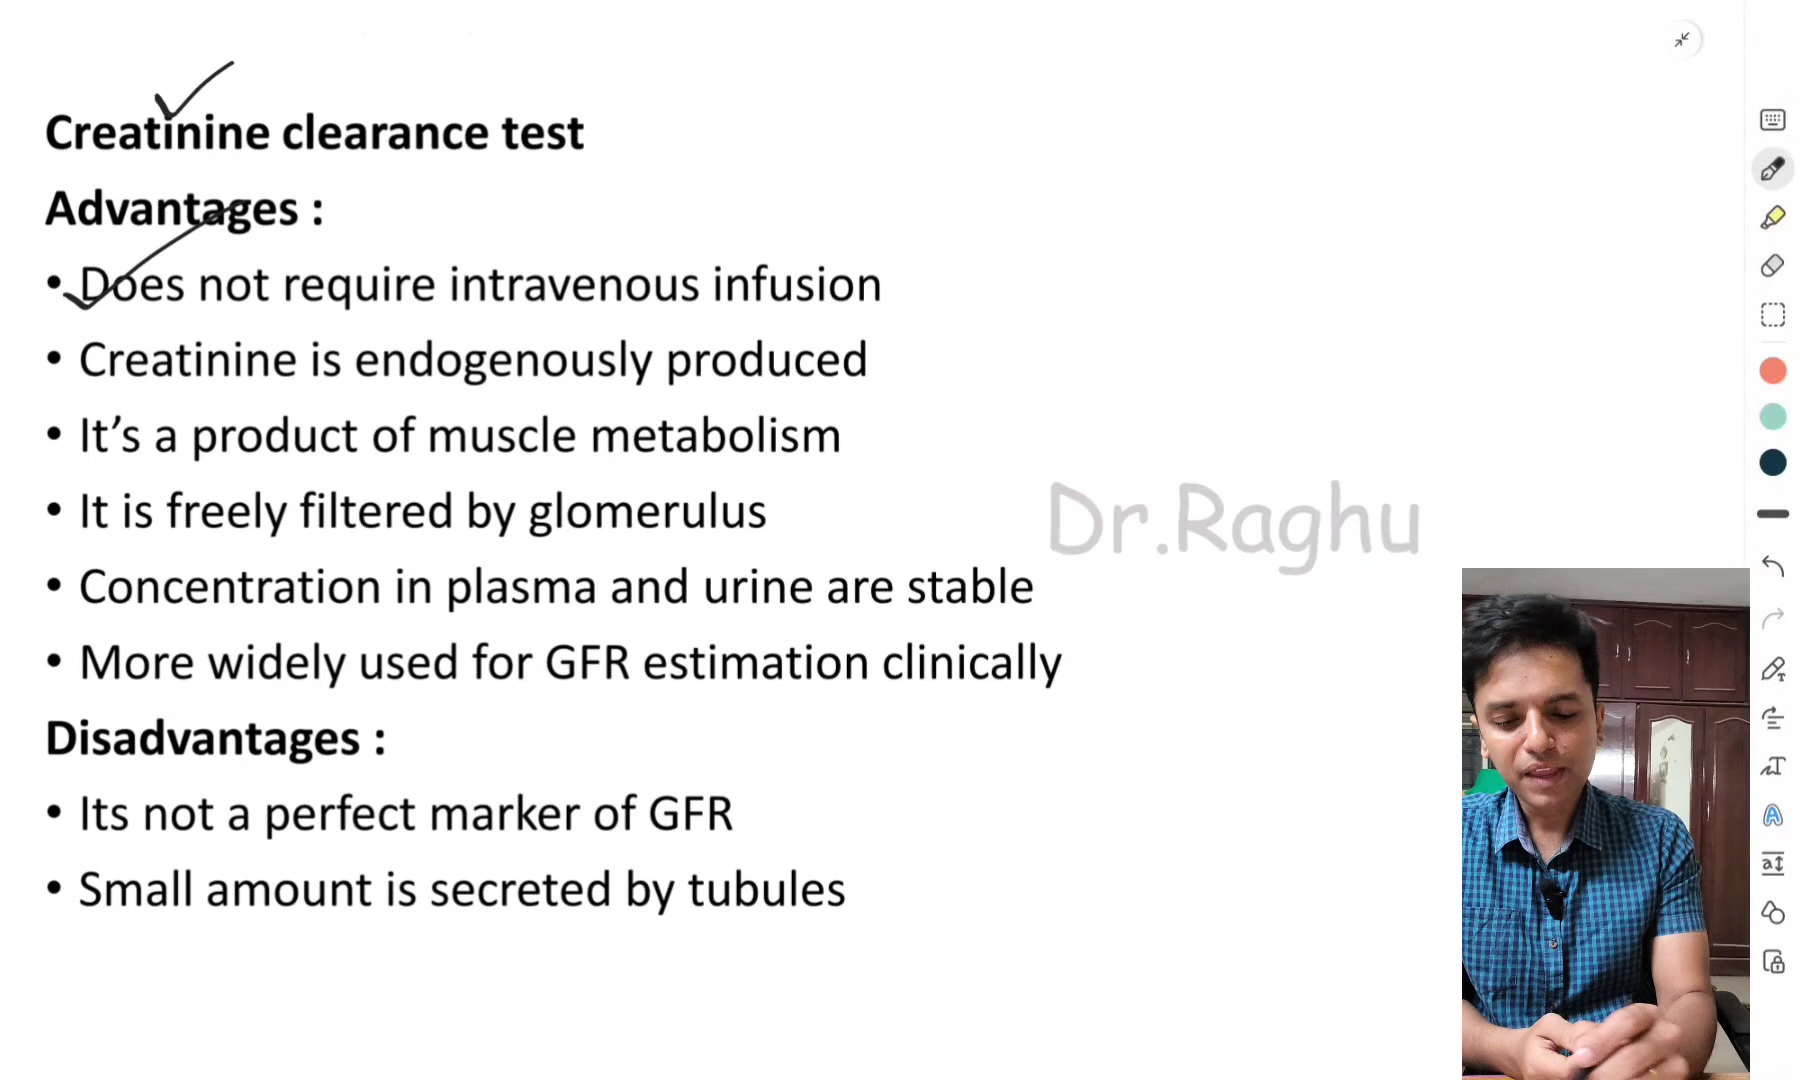 Creatinine clearance test
Advantages :
• Does not require intravenous infusion
• Creatinine is endogenously produced
• It’s a product of muscle metabolism
• It is freely filtered by glomerulus
• Concentration in plasma and urine are stable
• More widely used for GFR estimation clinically
Disadvantages :
• Its not a perfect marker of GFR
• Small amount is secreted by tubules
Dr.Raghu